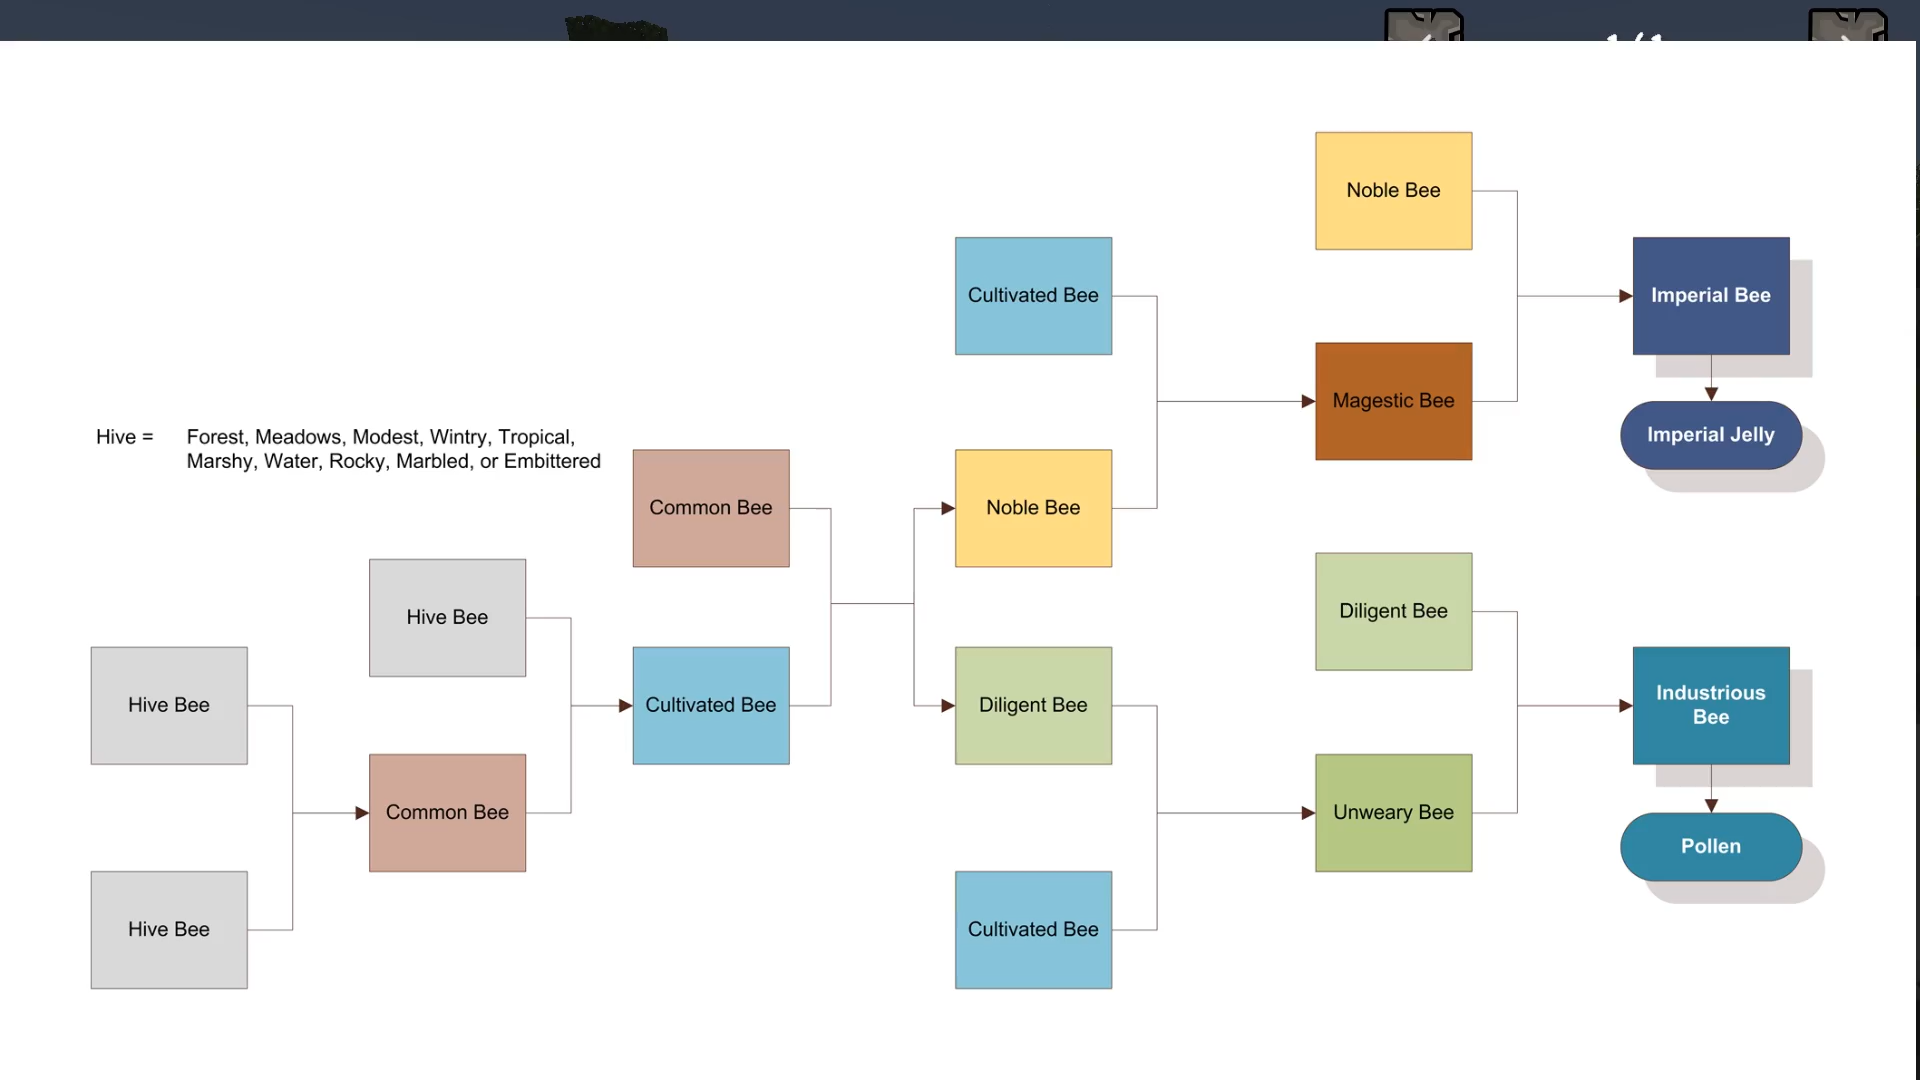 Noble Bee
Cultivated Bee
Imperial Bee
Magestic Bee
Imperial Jelly
Hive =
Forest, Meadows, Modest, Wintry, Tropical,
Marshy, Water, Rocky, Marbled, or Embittered
Common Bee
Noble Bee
Hive Bee
Diligent Bee
Hive Bee
Cultivated Bee
Diligent Bee
Industrious
Bee
Common Bee
Unweary Bee
Pollen
Hive Bee
Cultivated Bee